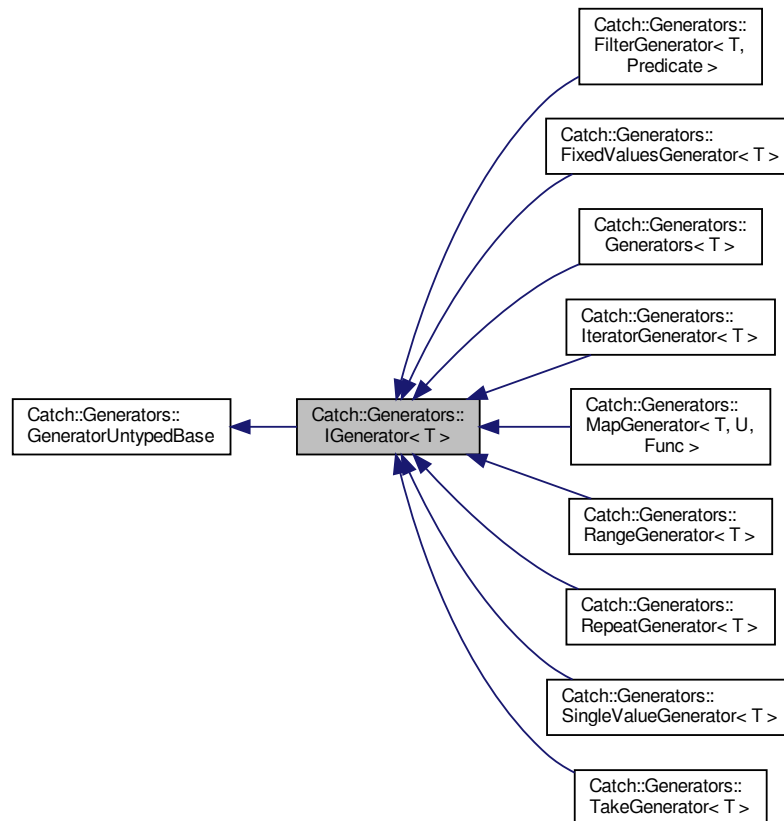 Catch::Generators::
FilterGenerator< T,
Predicate >
Catch::Generators::
FixedValuesGenerator< T >
Catch::Generators::
Generators< T >
Catch::Generators::
IteratorGenerator< T >
Catch::Generators::
GeneratorUntypedBase
Catch::Generators::
IGenerator< T >
Catch::Generators::
MapGenerator< T, U,
Func >
Catch::Generators::
RangeGenerator< T >
Catch::Generators::
RepeatGenerator< T >
Catch::Generators::
SingleValueGenerator< T >
Catch::Generators::
TakeGenerator< T >